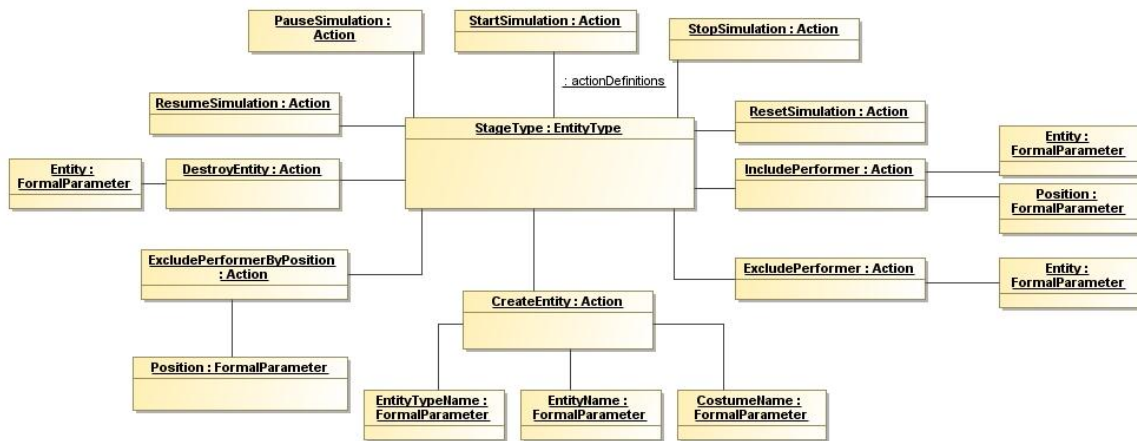 PauseSimulation :
Action
StartSimulation : Action
StopSimulation : Action
: actionDefinitions
ResumeSimulation : Action
StageType : EntityType
ResetSimulation : Action
Entity :
FormalParameter
DestroyEntity : Action
IncludePerformer : Action
Entity :
FormalParameter
Position :
FormalParameter
ExcludePerformerByPosition
: Action
ExcludePerformer : Action
Entity :
FormalParameter
CreateEntity : Action
Position : FormalParameter
EntityTypeName :
FormalParameter
EntityName :
FormalParameter
CostumeName :
FormalParameter